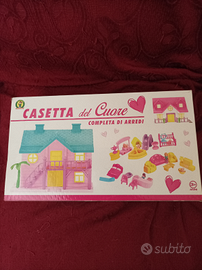 CASETTA del Cuore
COMPLETA DI ARREDI
subito